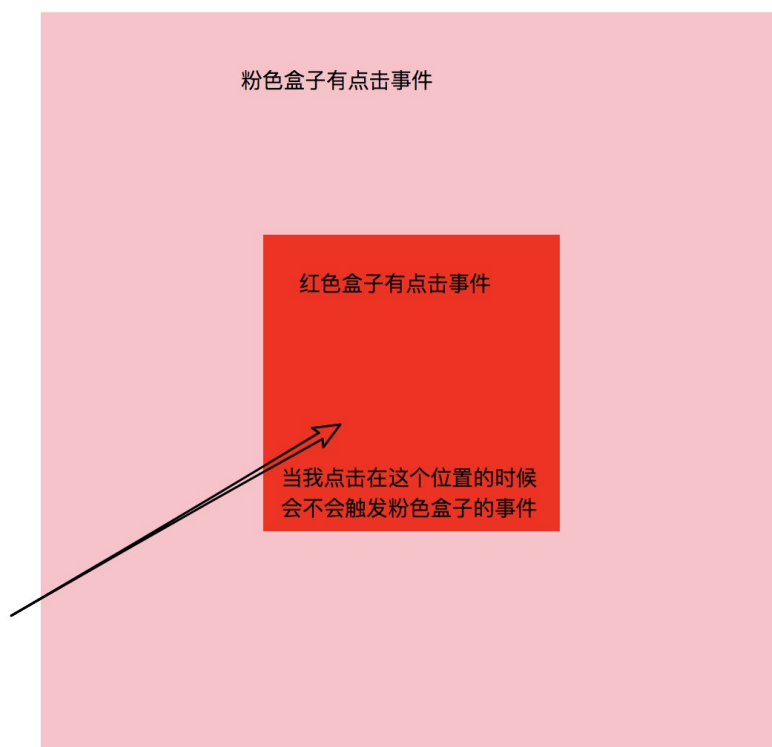 粉色盒子有点击事件
红色盒子有点击事件
当我点击在这个位置的时候
会不会触发粉色盒子的事件